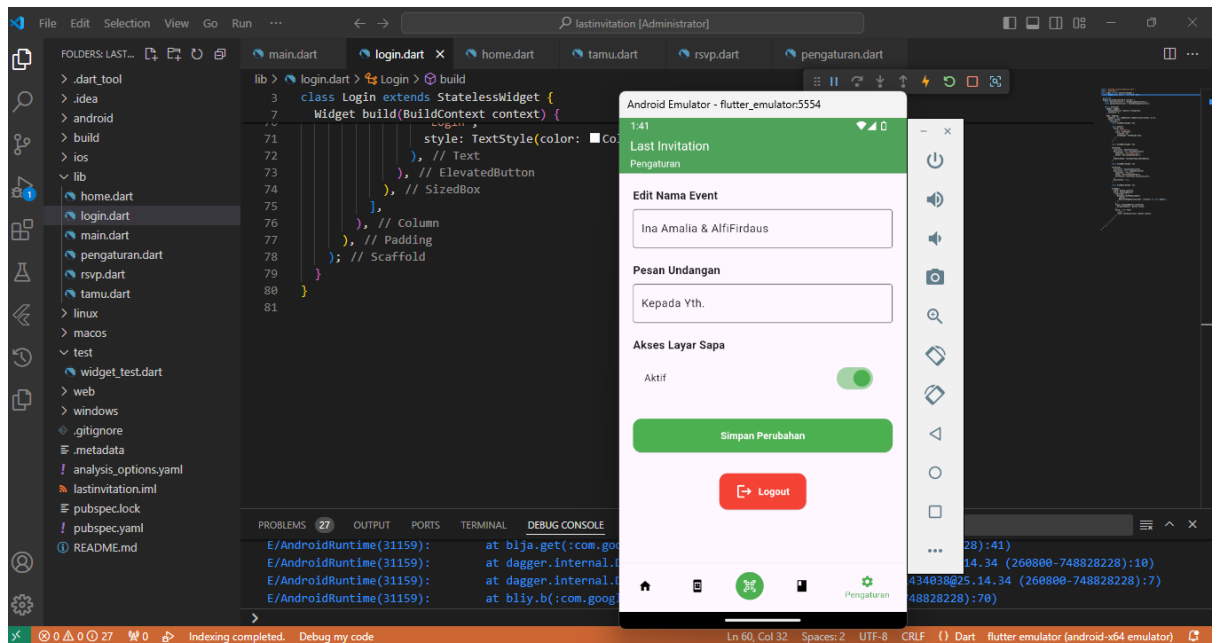 File Edit Selection View Go Run ... lastinvitation [Administrator]
FOLDERS: LAST...
main.dart login.dart home.dart tamu.dart rsvp.dart pengaturan.dart
lib > login.dart > Login > build
.dart_tool
.idea
android
build
ios
lib
home.dart
login.dart
main.dart
pengaturan.dart
rsvp.dart
tamu.dart
linux
macos
test
widget_test.dart
web
windows
.gitignore
.metadata
analysis_options.yaml
lastinvitation.iml
pubspec.lock
pubspec.yaml
README.md
1
3 class Login extends StatelessWidget {
7 Widget build(BuildContext context) {
71 style: TextStyle(color: Col
72 ), // Text
73 ), // ElevatedButton
74 ), // SizedBox
75 ],
76 ), // Column
77 ), // Padding
78 ); // Scaffold
79 }
80 }
81
Android Emulator - flutter_emulator:5554
1:41
Last Invitation
Pengaturan
Edit Nama Event
Ina Amalia & AlfiFirdaus
Pesan Undangan
Kepada Yth.
Akses Layar Sapa
Aktif
Simpan Perubahan
Logout
Pengaturan
PROBLEMS 27 OUTPUT PORTS TERMINAL DEBUG CONSOLE
E/AndroidRuntime(31159): at blja.get(:com.goo 28):41)
E/AndroidRuntime(31159): at dagger.internal. 14.34 (260800-748828228):10)
E/AndroidRuntime(31159): at dagger.internal. 434038@25.14.34 (260800-748828228):7)
E/AndroidRuntime(31159): at bliy.b(:com.googl 748828228):70)
>
0 0 27 0 Indexing completed. Debug my code Ln 60, Col 32 Spaces: 2 UTF-8 CRLF {} Dart flutter emulator (android-x64 emulator)